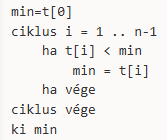 min=t[0]
ciklus i = 1 .. n-1
    ha t[i] < min
        min = t[i]
    ha vége
ciklus vége
ki min